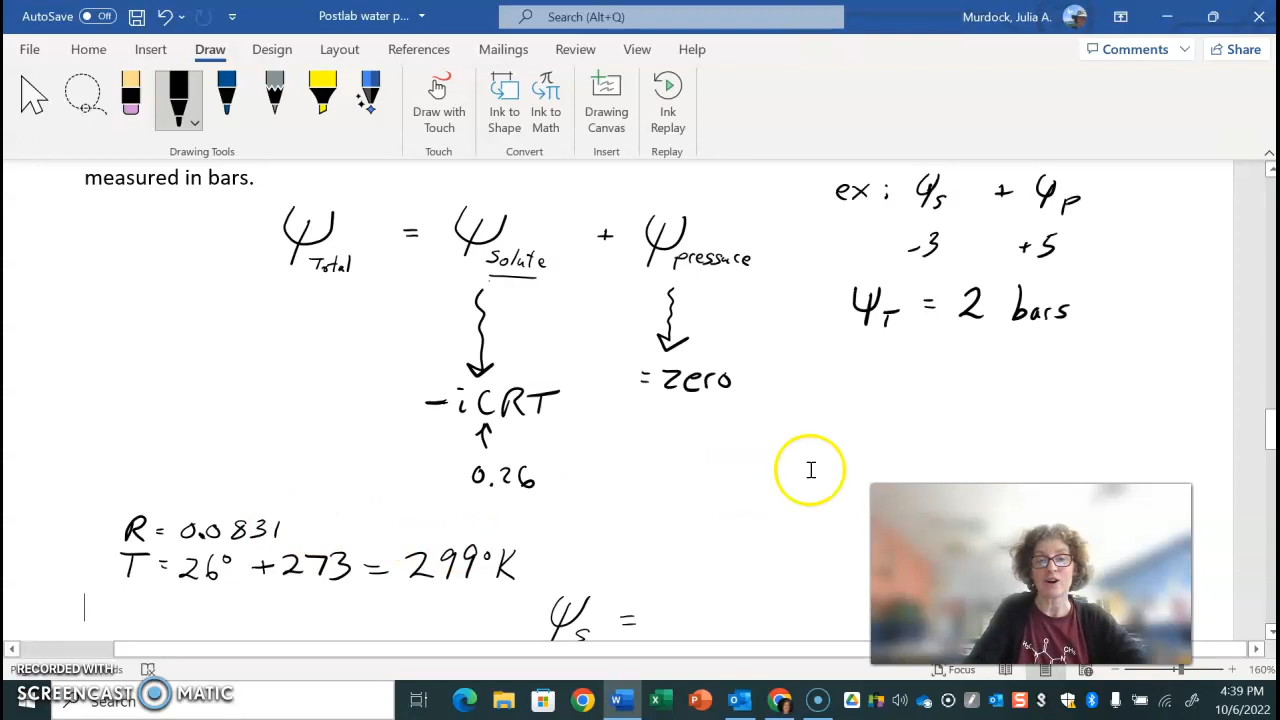 AutoSave Off Postlab water p... Search (Alt+Q) Murdock, Julia A.
File Home Insert Draw Design Layout References Mailings Review View Help Comments Share
Draw with Touch Ink to Shape Ink to Math Drawing Canvas Ink Replay
Drawing Tools Touch Convert Insert Replay
measured in bars.
ex: ψs + ψp
-3 +5
ψT = 2 bars
ψTotal = ψsolute + ψpressure
= zero
-iCRT
0.26
R = 0.0831
T = 26° + 273 = 299°K
ψs =
RECORDED WITH
SCREENCAST MATIC
Search
Focus 160%
4:39 PM
10/6/2022